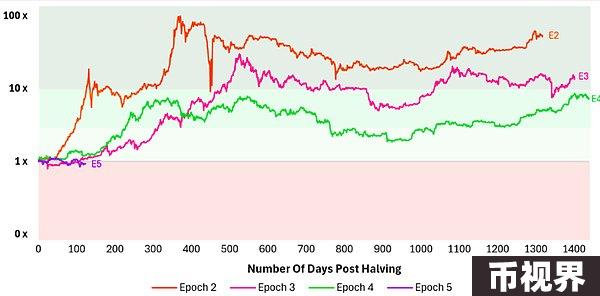 100 x
10 x
1 x
0 x
E2
E3
E4
E5
0 100 200 300 400 500 600 700 800 900 1000 1100 1200 1300 1400
Number Of Days Post Halving
Epoch 2 Epoch 3 Epoch 4 Epoch 5
币视界